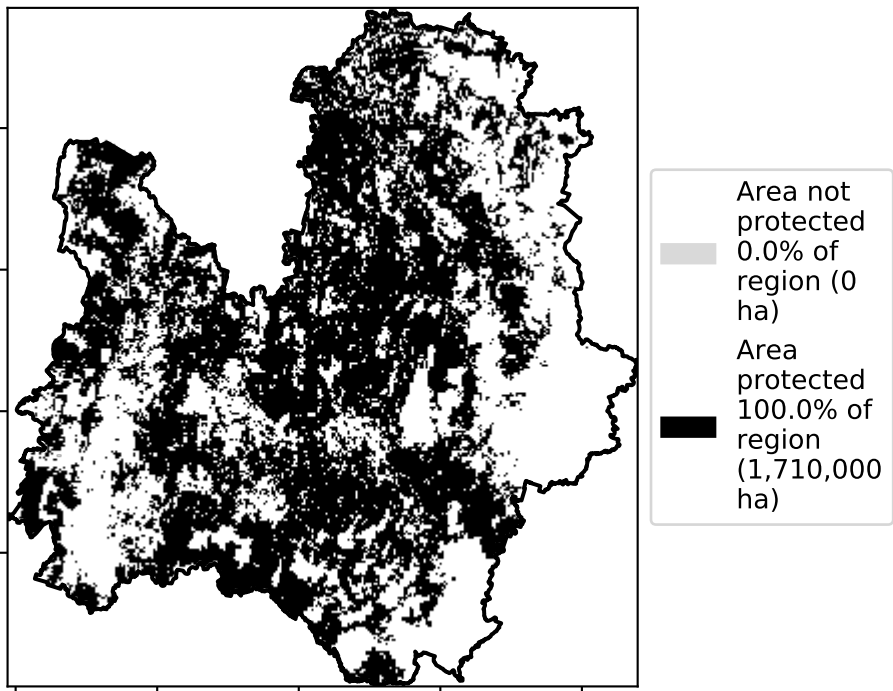 Area not
protected
0.0% of
region (0
ha)
Area
protected
100.0% of
region
(1,710,000
ha)